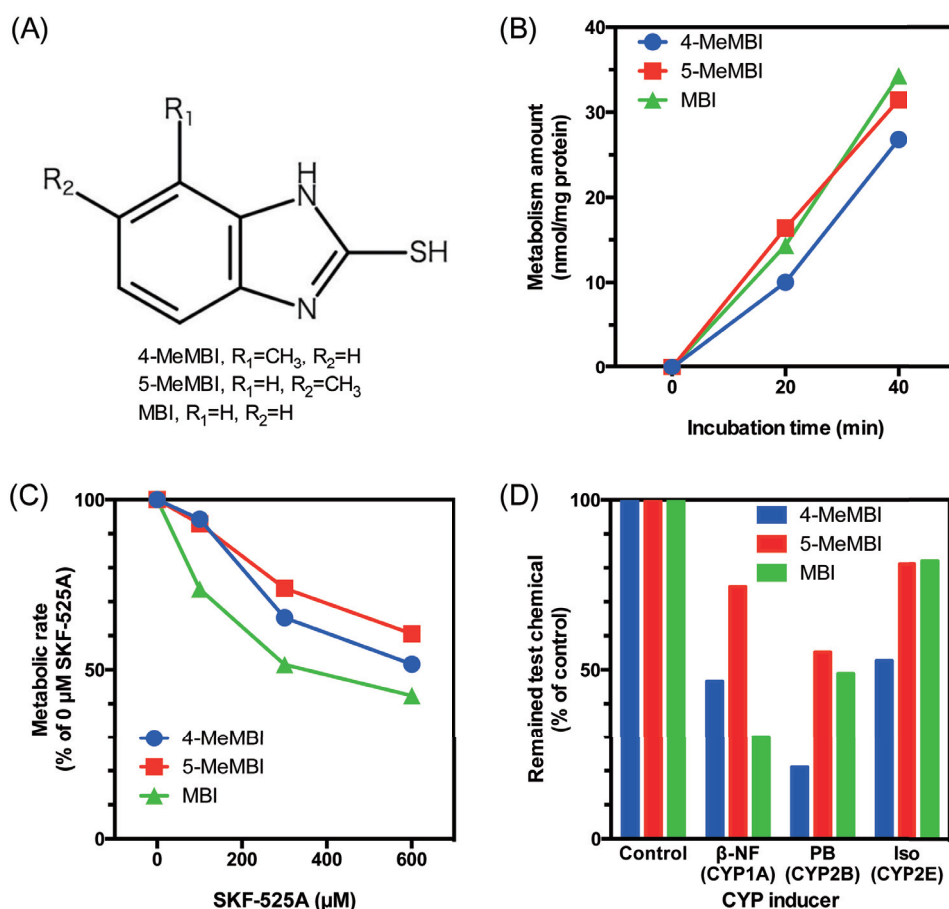 (A)
R₁
R₂
H
N
SH
N
4-MeMBI, R₁=CH₃, R₂=H
5-MeMBI, R₁=H, R₂=CH₃
MBI, R₁=H, R₂=H
(B)
4-MeMBI
5-MeMBI
MBI
Metabolism amount
(nmol/mg protein)
40
30
20
10
0
0 20 40
Incubation time (min)
(C)
Metabolic rate
(% of 0 µM SKF-525A)
100
50
0
4-MeMBI
5-MeMBI
MBI
0 200 400 600
SKF-525A (µM)
(D)
Remained test chemical
(% of control)
100
50
0
4-MeMBI
5-MeMBI
MBI
Control β-NF PB Iso
(CYP1A) (CYP2B) (CYP2E)
CYP inducer